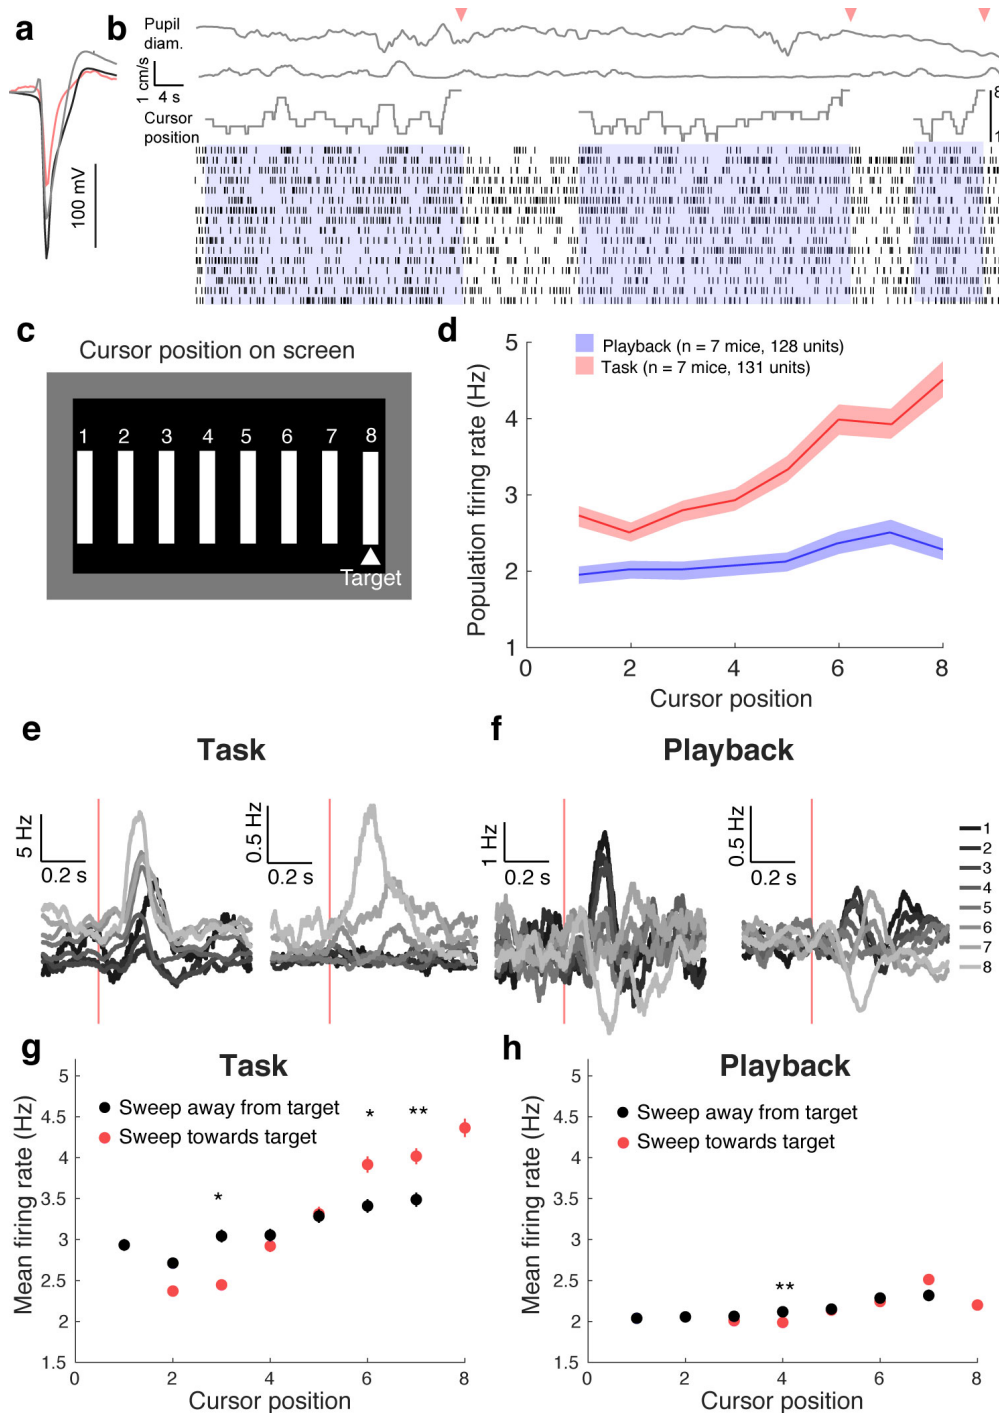 a
b
Pupil
diam.
1 cm/s
4 s
Cursor
position
8
1
100 mV
c
Cursor position on screen
1 2 3 4 5 6 7 8
Target
d
Playback (n = 7 mice, 128 units)
Task (n = 7 mice, 131 units)
Population firing rate (Hz)
5
4
3
2
1
0 2 4 6 8
Cursor position
e
Task
5 Hz
0.2 s
0.5 Hz
0.2 s
f
Playback
1 Hz
0.2 s
0.5 Hz
0.2 s
1
2
3
4
5
6
7
8
g
Task
Sweep away from target
Sweep towards target
Mean firing rate (Hz)
5
4.5
4
3.5
3
2.5
2
1.5
*
*
**
0 2 4 6 8
Cursor position
h
Playback
Sweep away from target
Sweep towards target
Mean firing rate (Hz)
5
4.5
4
3.5
3
2.5
2
1.5
**
0 2 4 6 8
Cursor position